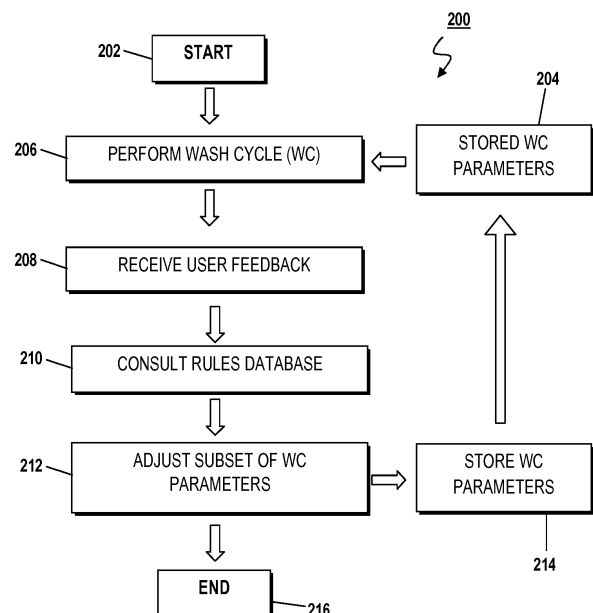 200
202
START
204
206
PERFORM WASH CYCLE (WC)
STORED WC
PARAMETERS
208
RECEIVE USER FEEDBACK
210
CONSULT RULES DATABASE
212
ADJUST SUBSET OF WC
PARAMETERS
STORE WC
PARAMETERS
214
END
216